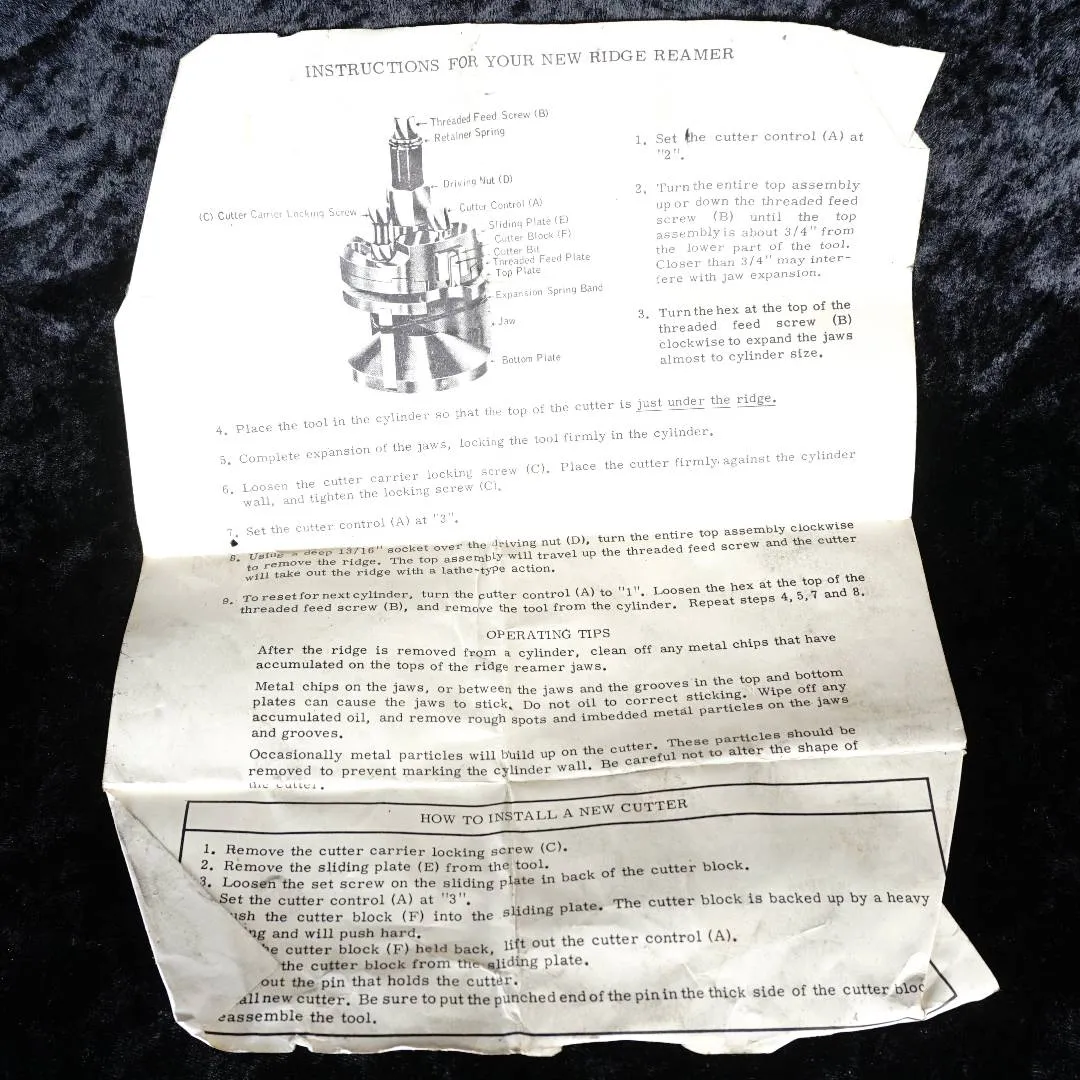 INSTRUCTIONS FOR YOUR NEW RIDGE REAMER
Threaded Feed Screw (B)
Retainer Spring
Driving Nut (D)
(C) Cutter Carrier Locking Screw
Cutter Control (A)
Sliding Plate (E)
Cutter Block (F)
Cutter Bit
Threaded Feed Plate
Top Plate
Expansion Spring Band
Jaw
Bottom Plate
1. Set the cutter control (A) at
"2".
2. Turn the entire top assembly
up or down the threaded feed
screw (B) until the top
assembly is about 3/4" from
the lower part of the tool.
Closer than 3/4" may inter-
fere with jaw expansion.
3. Turn the hex at the top of the
threaded feed screw (B)
clockwise to expand the jaws
almost to cylinder size.
4. Place the tool in the cylinder so that the top of the cutter is just under the ridge.
5. Complete expansion of the jaws, locking the tool firmly in the cylinder.
6. Loosen the cutter carrier locking screw (C). Place the cutter firmly against the cylinder
wall, and tighten the locking screw (C).
7. Set the cutter control (A) at "3".
8. Using a deep 13/16" socket over the driving nut (D), turn the entire top assembly clockwise
to remove the ridge. The top assembly will travel up the threaded feed screw and the cutter
will take out the ridge with a lathe-type action.
9. To reset for next cylinder, turn the cutter control (A) to "1". Loosen the hex at the top of the
threaded feed screw (B), and remove the tool from the cylinder. Repeat steps 4, 5, 7 and 8.
OPERATING TIPS
After the ridge is removed from a cylinder, clean off any metal chips that have
accumulated on the tops of the ridge reamer jaws.
Metal chips on the jaws, or between the jaws and the grooves in the top and bottom
plates can cause the jaws to stick. Do not oil to correct sticking. Wipe off any
accumulated oil, and remove rough spots and imbedded metal particles on the jaws
and grooves.
Occasionally metal particles will build up on the cutter. These particles should be
removed to prevent marking the cylinder wall. Be careful not to alter the shape of
the cutter.
HOW TO INSTALL A NEW CUTTER
1. Remove the cutter carrier locking screw (C).
2. Remove the sliding plate (E) from the tool.
3. Loosen the set screw on the sliding plate in back of the cutter block.
Set the cutter control (A) at "3".
ush the cutter block (F) into the sliding plate. The cutter block is backed up by a heavy
ng and will push hard.
he cutter block (F) held back, lift out the cutter control (A).
the cutter block from the sliding plate.
out the pin that holds the cutter.
all new cutter. Be sure to put the punched end of the pin in the thick side of the cutter bloc
eassemble the tool.